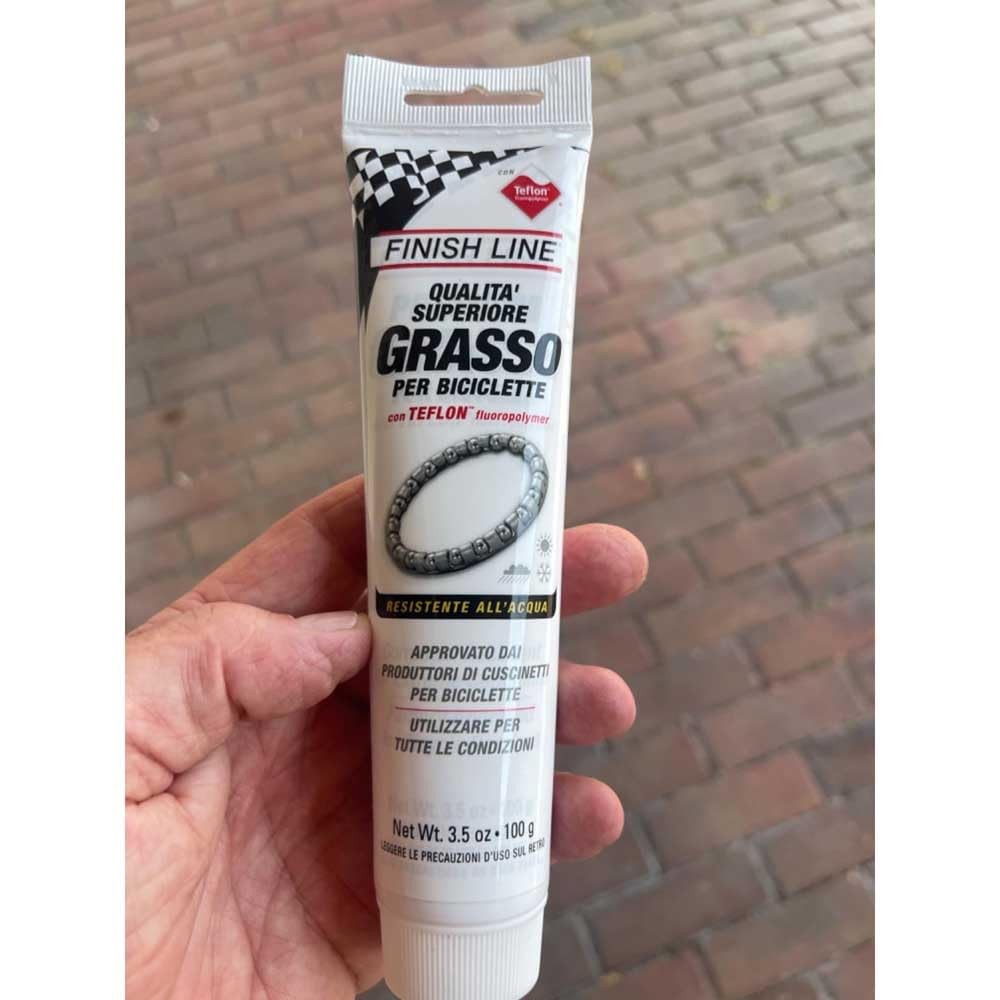 CON
Teflon
fluoropolymer
FINISH LINE
QUALITA'
SUPERIORE
GRASSO
PER BICICLETTE
con TEFLON™ fluoropolymer
RESISTENTE ALL'ACQUA
APPROVATO DAI
PRODUTTORI DI CUSCINETTI
PER BICICLETTE
UTILIZZARE PER
TUTTE LE CONDIZIONI
Net Wt. 3.5 oz • 100 g
LEGGERE LE PRECAUZIONI D'USO SUL RETRO